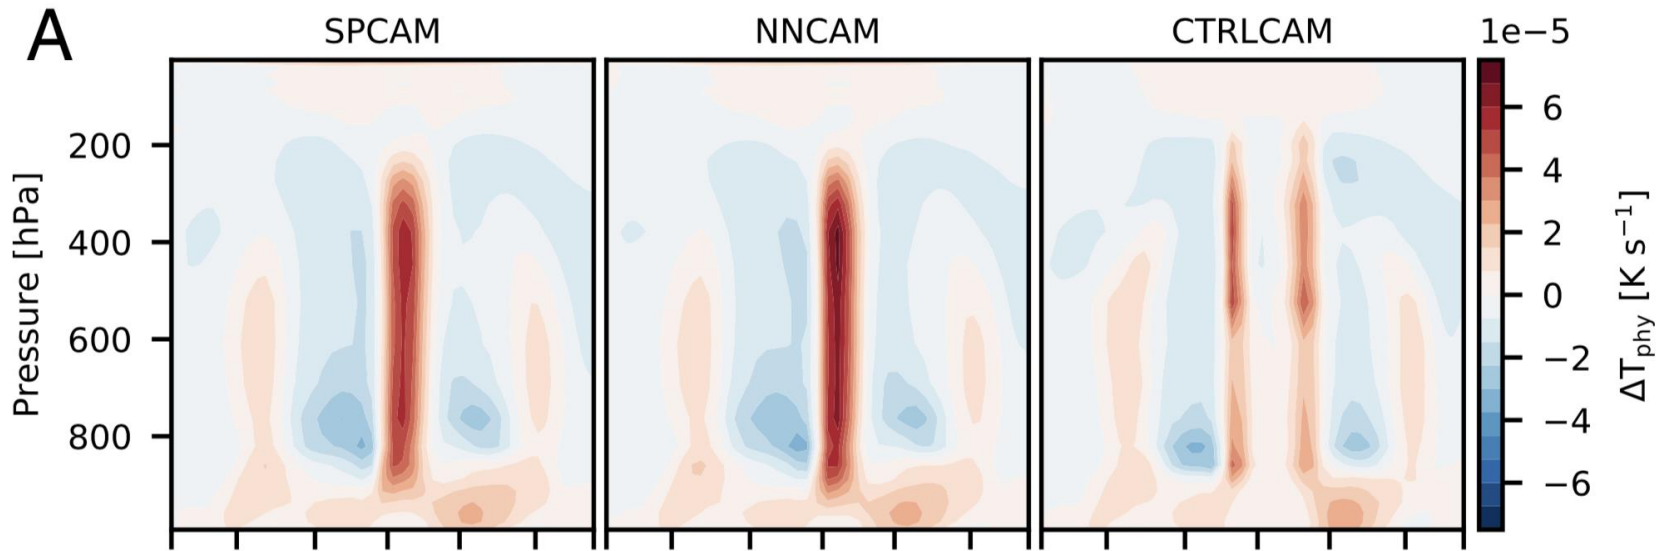 A
SPCAM
NNCAM
CTRLCAM
1e−5
200
400
600
800
Pressure [hPa]
6
4
2
0
−2
−4
−6
ΔT_phy [K s⁻¹]